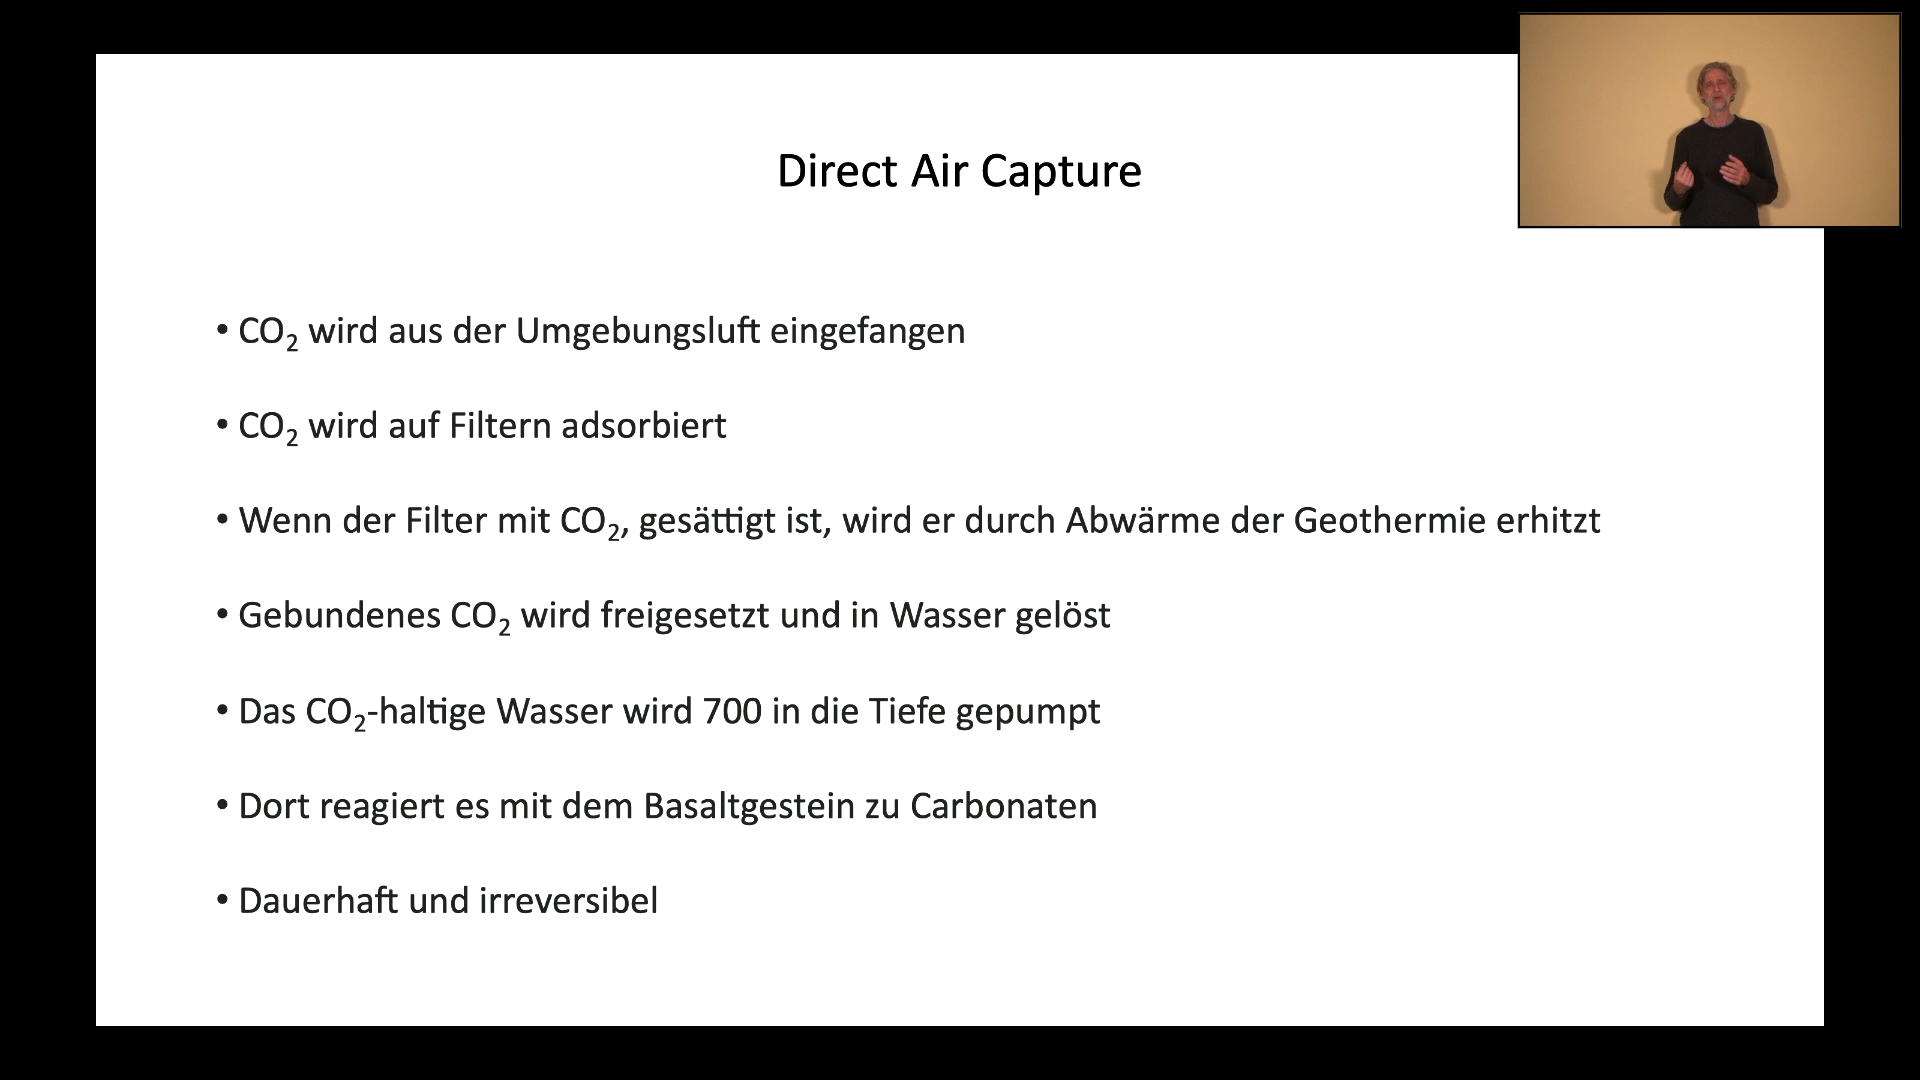 Direct Air Capture
• CO₂ wird aus der Umgebungsluft eingefangen
• CO₂ wird auf Filtern adsorbiert
• Wenn der Filter mit CO₂, gesättigt ist, wird er durch Abwärme der Geothermie erhitzt
• Gebundenes CO₂ wird freigesetzt und in Wasser gelöst
• Das CO₂-haltige Wasser wird 700 in die Tiefe gepumpt
• Dort reagiert es mit dem Basaltgestein zu Carbonaten
• Dauerhaft und irreversibel